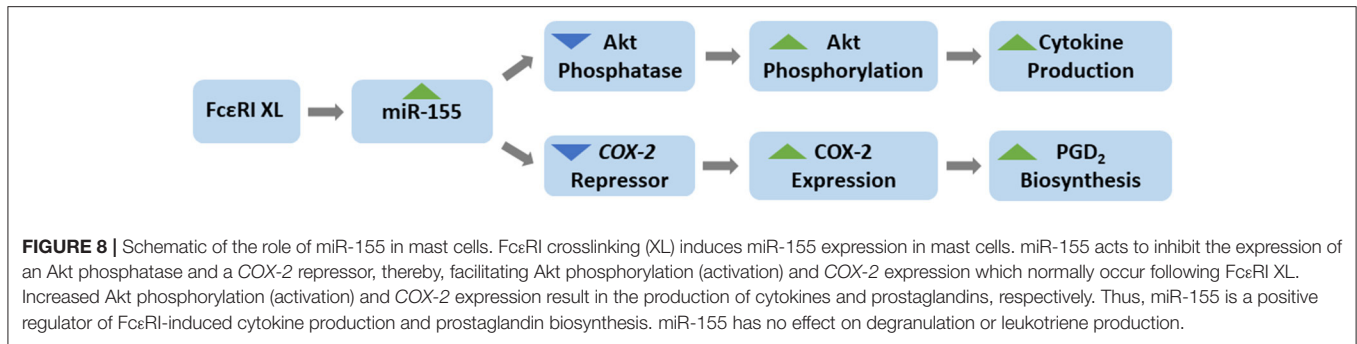 Akt
Phosphatase
Akt
Phosphorylation
Cytokine
Production
FcεRI XL
miR-155
COX-2
Repressor
COX-2
Expression
PGD₂
Biosynthesis
FIGURE 8 | Schematic of the role of miR-155 in mast cells. FcεRI crosslinking (XL) induces miR-155 expression in mast cells. miR-155 acts to inhibit the expression of
an Akt phosphatase and a COX-2 repressor, thereby, facilitating Akt phosphorylation (activation) and COX-2 expression which normally occur following FcεRI XL.
Increased Akt phosphorylation (activation) and COX-2 expression result in the production of cytokines and prostaglandins, respectively. Thus, miR-155 is a positive
regulator of FcεRI-induced cytokine production and prostaglandin biosynthesis. miR-155 has no effect on degranulation or leukotriene production.